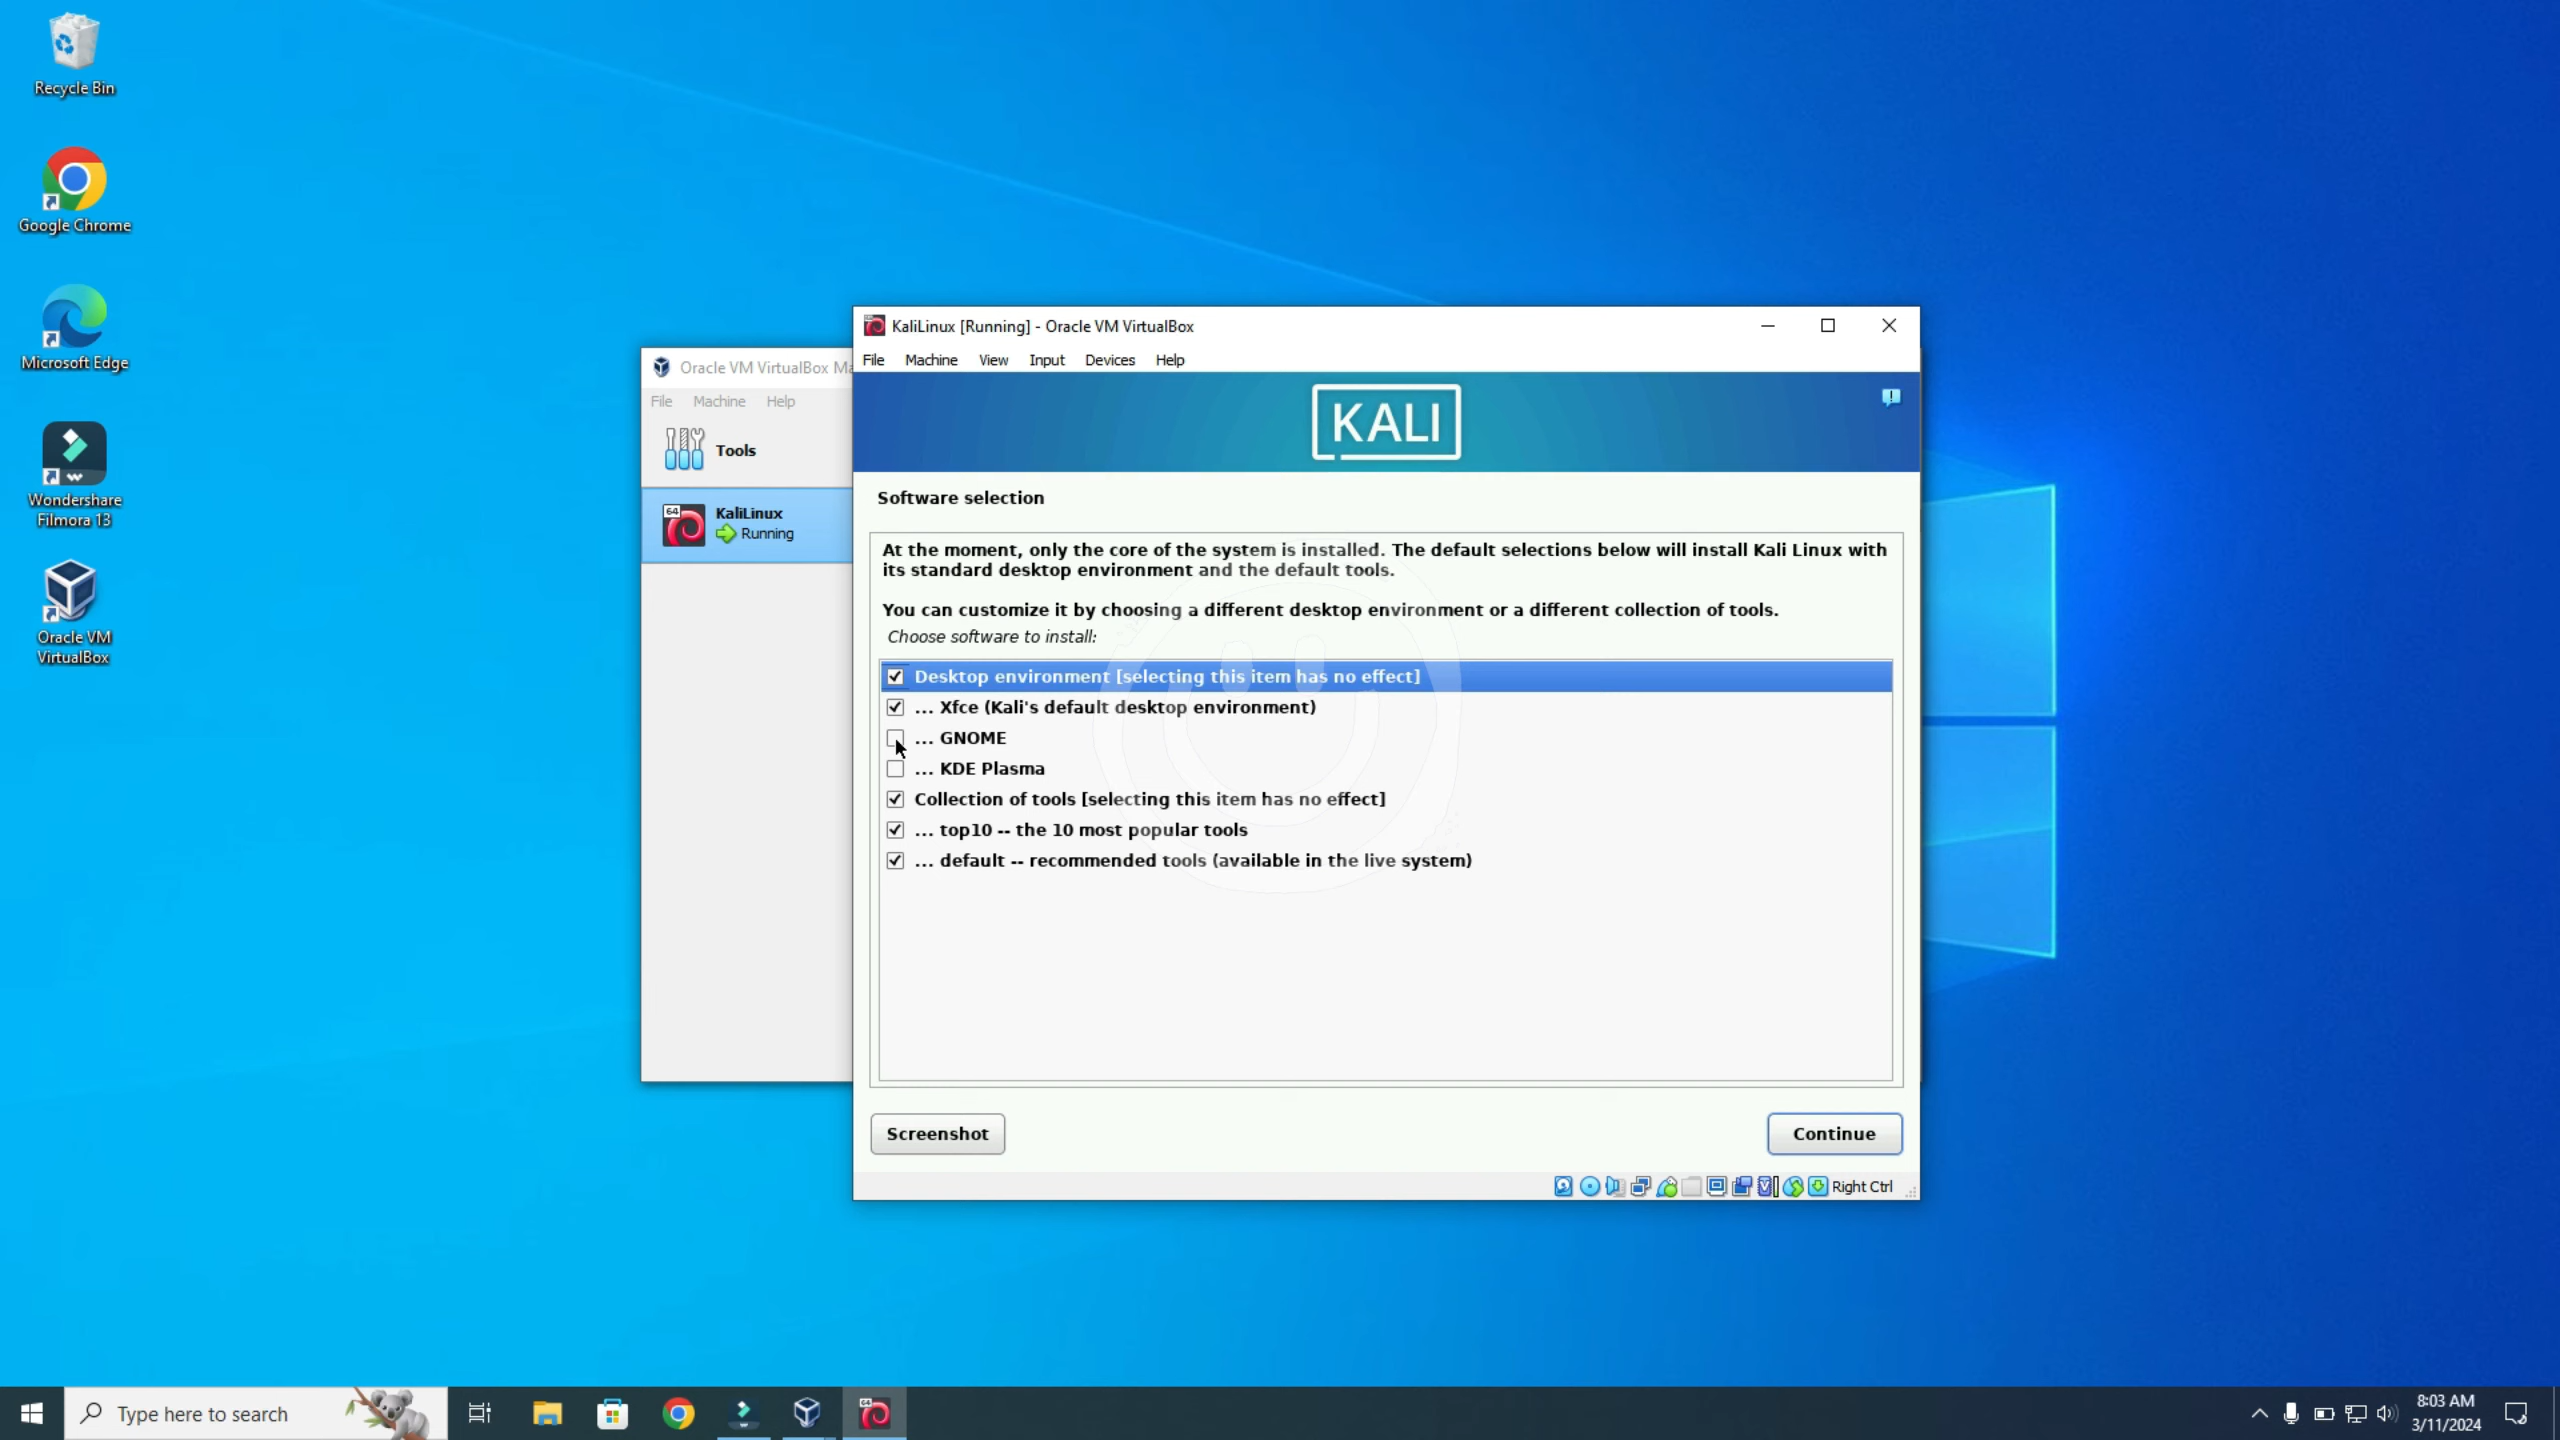 Recycle Bin
Google Chrome
Microsoft Edge
Wondershare
Filmora 13
Oracle VM
VirtualBox
Oracle VM VirtualBox Ma
File Machine Help
Tools
64
KaliLinux
Running
KaliLinux [Running] - Oracle VM VirtualBox
File Machine View Input Devices Help
KALI
Software selection
At the moment, only the core of the system is installed. The default selections below will install Kali Linux with
its standard desktop environment and the default tools.
You can customize it by choosing a different desktop environment or a different collection of tools.
Choose software to install:
Desktop environment [selecting this item has no effect]
... Xfce (Kali's default desktop environment)
... GNOME
... KDE Plasma
Collection of tools [selecting this item has no effect]
... top10 -- the 10 most popular tools
... default -- recommended tools (available in the live system)
Screenshot
Continue
Right Ctrl
Type here to search
64
8:03 AM
3/11/2024